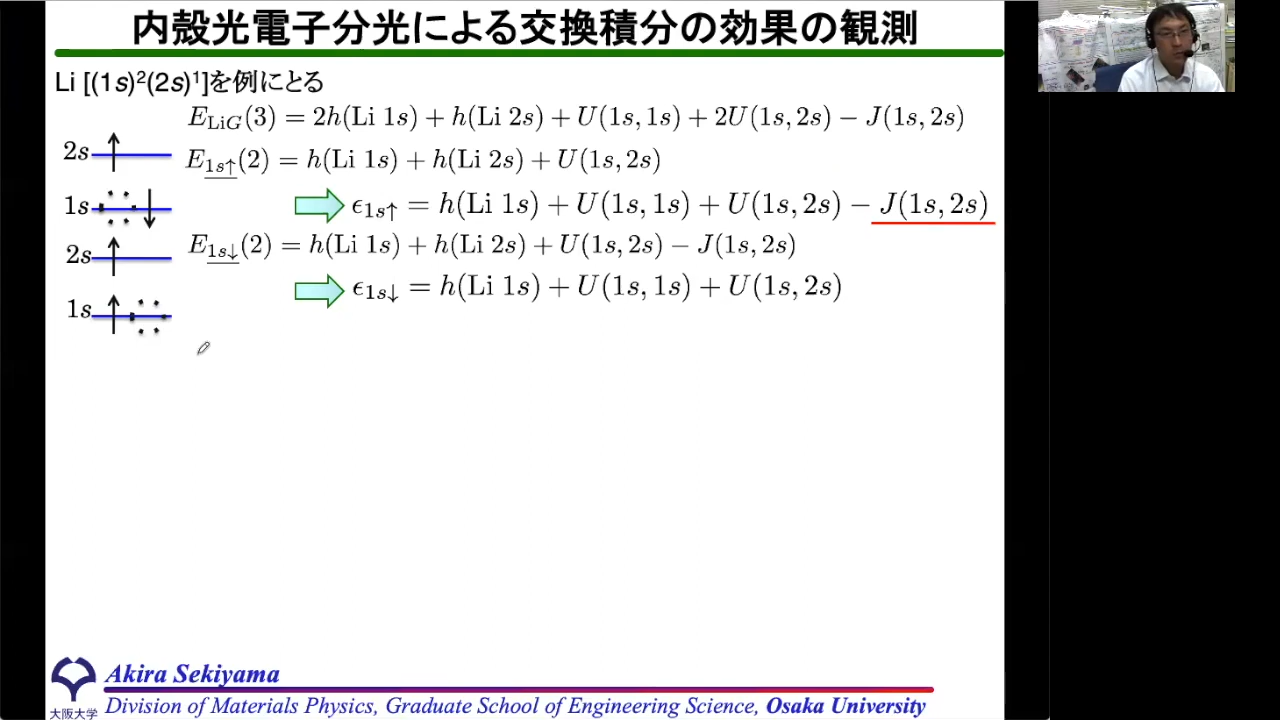 内殻光電子分光による交換積分の効果の観測
Li [(1s)²(2s)¹]を例にとる
E_LiG(3) = 2h(Li 1s) + h(Li 2s) + U(1s, 1s) + 2U(1s, 2s) − J(1s, 2s)
2s
E_1s↑(2) = h(Li 1s) + h(Li 2s) + U(1s, 2s)
1s
ϵ_1s↑ = h(Li 1s) + U(1s, 1s) + U(1s, 2s) − J(1s, 2s)
2s
E_1s↓(2) = h(Li 1s) + h(Li 2s) + U(1s, 2s) − J(1s, 2s)
ϵ_1s↓ = h(Li 1s) + U(1s, 1s) + U(1s, 2s)
1s
Akira Sekiyama
大阪大学
Division of Materials Physics, Graduate School of Engineering Science, Osaka University